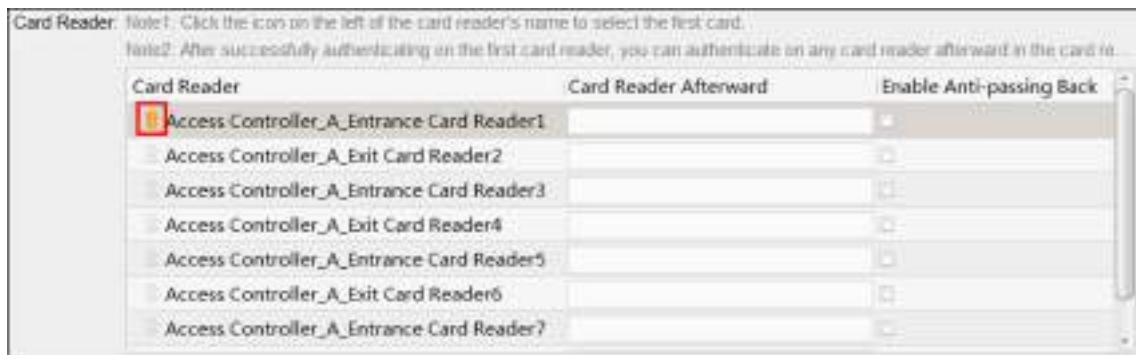 Card Reader: Note1: Click the icon on the left of the card reader's name to select the first card.
Note2: After successfully authenticating on the first card reader, you can authenticate on any card reader afterward in the card re...
Card Reader Card Reader Afterward Enable Anti-passing Back
Access Controller_A_Entrance Card Reader1
Access Controller_A_Exit Card Reader2
Access Controller_A_Entrance Card Reader3
Access Controller_A_Exit Card Reader4
Access Controller_A_Entrance Card Reader5
Access Controller_A_Exit Card Reader6
Access Controller_A_Entrance Card Reader7